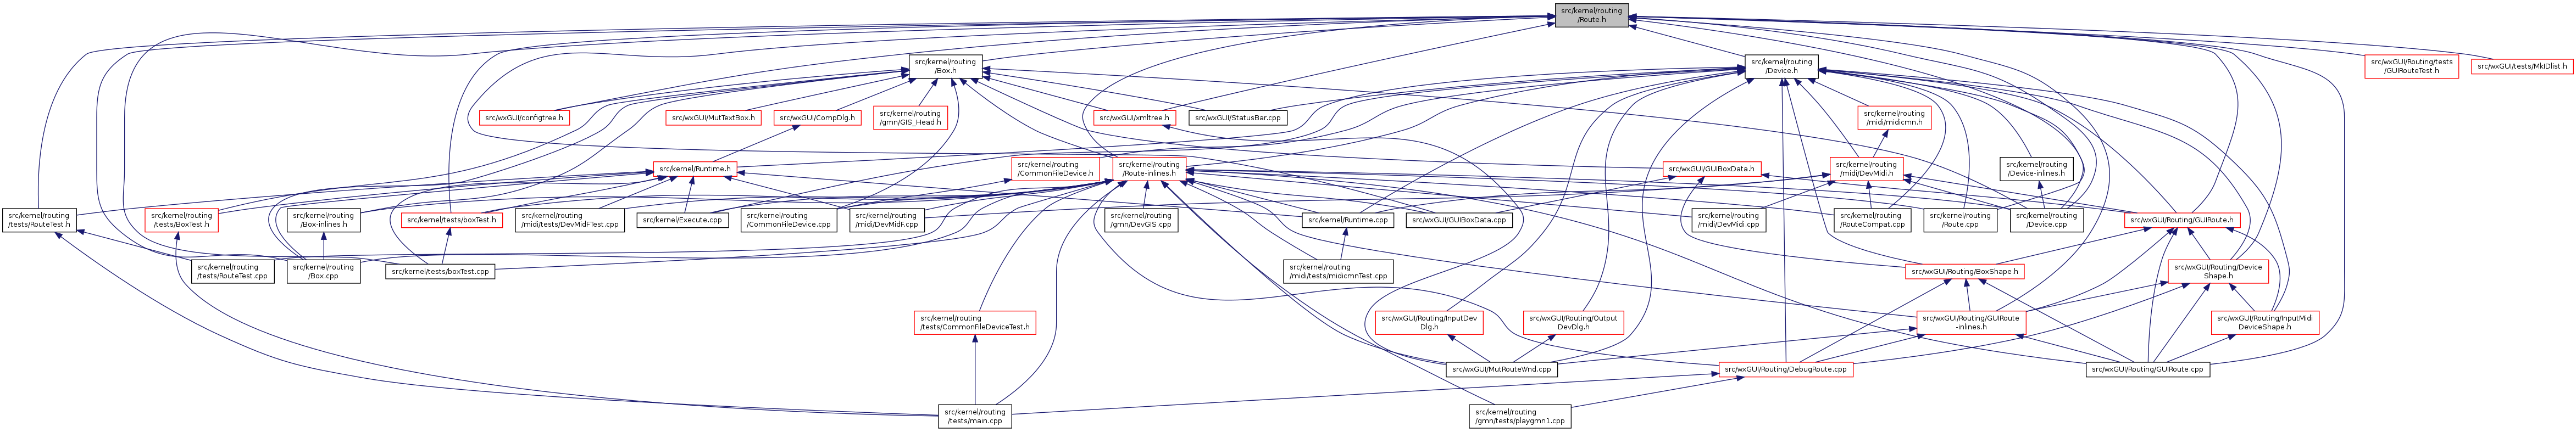 src/kernel/routing
/Route.h
src/kernel/routing
/Box.h
src/kernel/routing
/Device.h
src/wxGUI/Routing/tests
/GUIRouteTest.h
src/wxGUI/tests/MkIDlist.h
src/wxGUI/configtree.h
src/wxGUI/MutTextBox.h
src/wxGUI/CompDlg.h
src/kernel/routing
/gmn/GIS_Head.h
src/wxGUI/xmltree.h
src/wxGUI/StatusBar.cpp
src/kernel/routing
/midi/midicmn.h
src/kernel/Runtime.h
src/kernel/routing
/CommonFileDevice.h
src/kernel/routing
/Route-inlines.h
src/wxGUI/GUIBoxData.h
src/kernel/routing
/midi/DevMidi.h
src/kernel/routing
/Device-inlines.h
src/kernel/routing
/tests/RouteTest.h
src/kernel/routing
/tests/BoxTest.h
src/kernel/routing
/Box-inlines.h
src/kernel/tests/boxTest.h
src/kernel/routing
/midi/tests/DevMidFTest.cpp
src/kernel/Execute.cpp
src/kernel/routing
/CommonFileDevice.cpp
src/kernel/routing
/midi/DevMidF.cpp
src/kernel/routing
/gmn/DevGIS.cpp
src/kernel/Runtime.cpp
src/wxGUI/GUIBoxData.cpp
src/kernel/routing
/midi/DevMidi.cpp
src/kernel/routing
/RouteCompat.cpp
src/kernel/routing
/Route.cpp
src/kernel/routing
/Device.cpp
src/wxGUI/Routing/GUIRoute.h
src/kernel/routing
/tests/RouteTest.cpp
src/kernel/routing
/Box.cpp
src/kernel/tests/boxTest.cpp
src/kernel/routing
/midi/tests/midicmnTest.cpp
src/wxGUI/Routing/BoxShape.h
src/wxGUI/Routing/Device
Shape.h
src/kernel/routing
/tests/CommonFileDeviceTest.h
src/wxGUI/Routing/InputDev
Dlg.h
src/wxGUI/Routing/Output
DevDlg.h
src/wxGUI/Routing/GUIRoute
-inlines.h
src/wxGUI/Routing/InputMidi
DeviceShape.h
src/wxGUI/MutRouteWnd.cpp
src/wxGUI/Routing/DebugRoute.cpp
src/wxGUI/Routing/GUIRoute.cpp
src/kernel/routing
/tests/main.cpp
src/kernel/routing
/gmn/tests/playgmn1.cpp